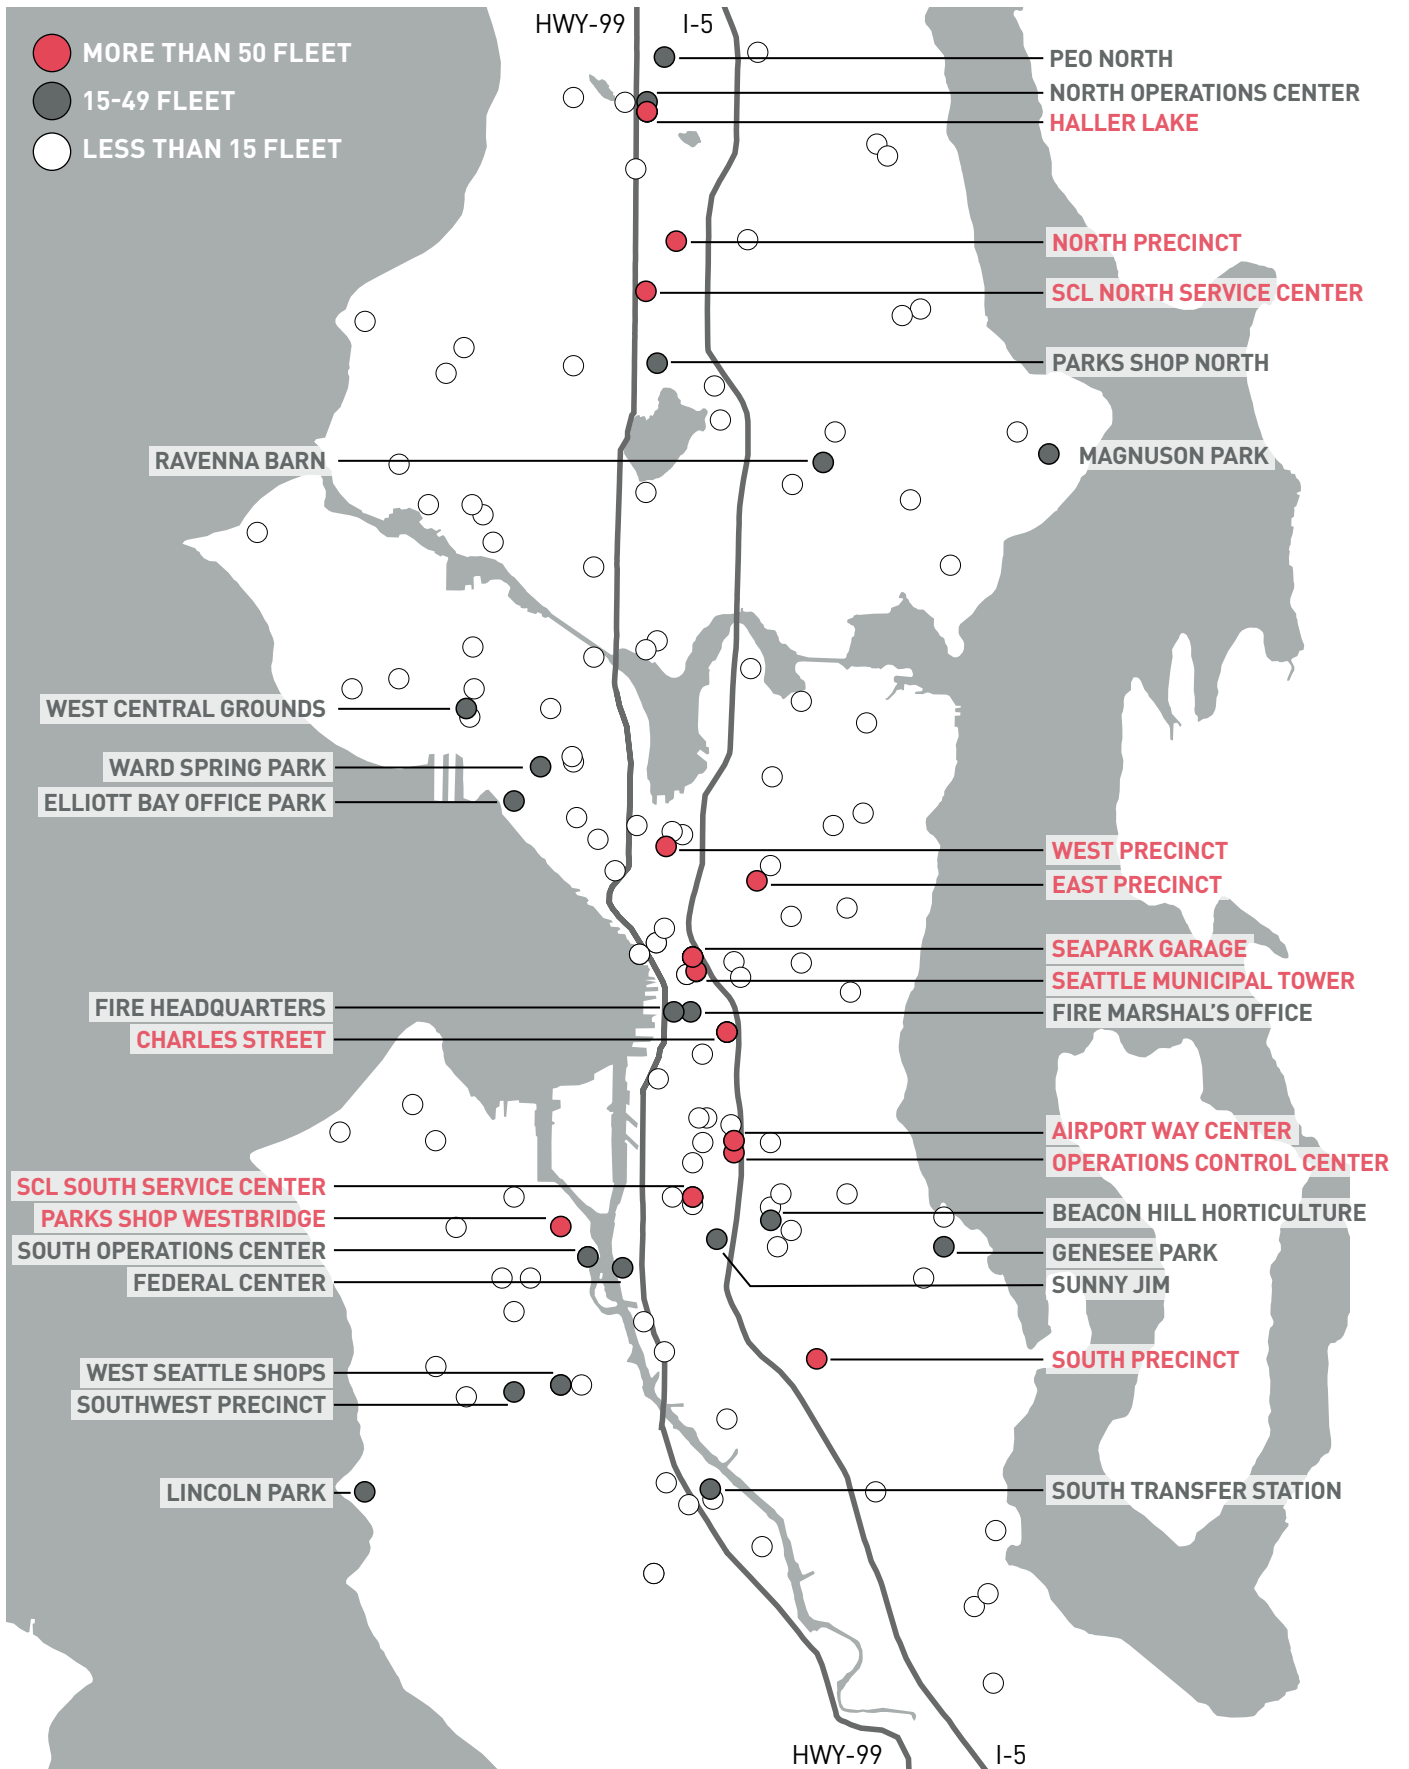 HWY-99
I-5
MORE THAN 50 FLEET
15-49 FLEET
LESS THAN 15 FLEET
PEO NORTH
NORTH OPERATIONS CENTER
HALLER LAKE
NORTH PRECINCT
SCL NORTH SERVICE CENTER
PARKS SHOP NORTH
RAVENNA BARN
MAGNUSON PARK
WEST CENTRAL GROUNDS
WARD SPRING PARK
ELLIOTT BAY OFFICE PARK
WEST PRECINCT
EAST PRECINCT
SEAPARK GARAGE
SEATTLE MUNICIPAL TOWER
FIRE HEADQUARTERS
FIRE MARSHAL'S OFFICE
CHARLES STREET
AIRPORT WAY CENTER
OPERATIONS CONTROL CENTER
SCL SOUTH SERVICE CENTER
PARKS SHOP WESTBRIDGE
BEACON HILL HORTICULTURE
SOUTH OPERATIONS CENTER
GENESEE PARK
FEDERAL CENTER
SUNNY JIM
SOUTH PRECINCT
WEST SEATTLE SHOPS
SOUTHWEST PRECINCT
LINCOLN PARK
SOUTH TRANSFER STATION
HWY-99
I-5